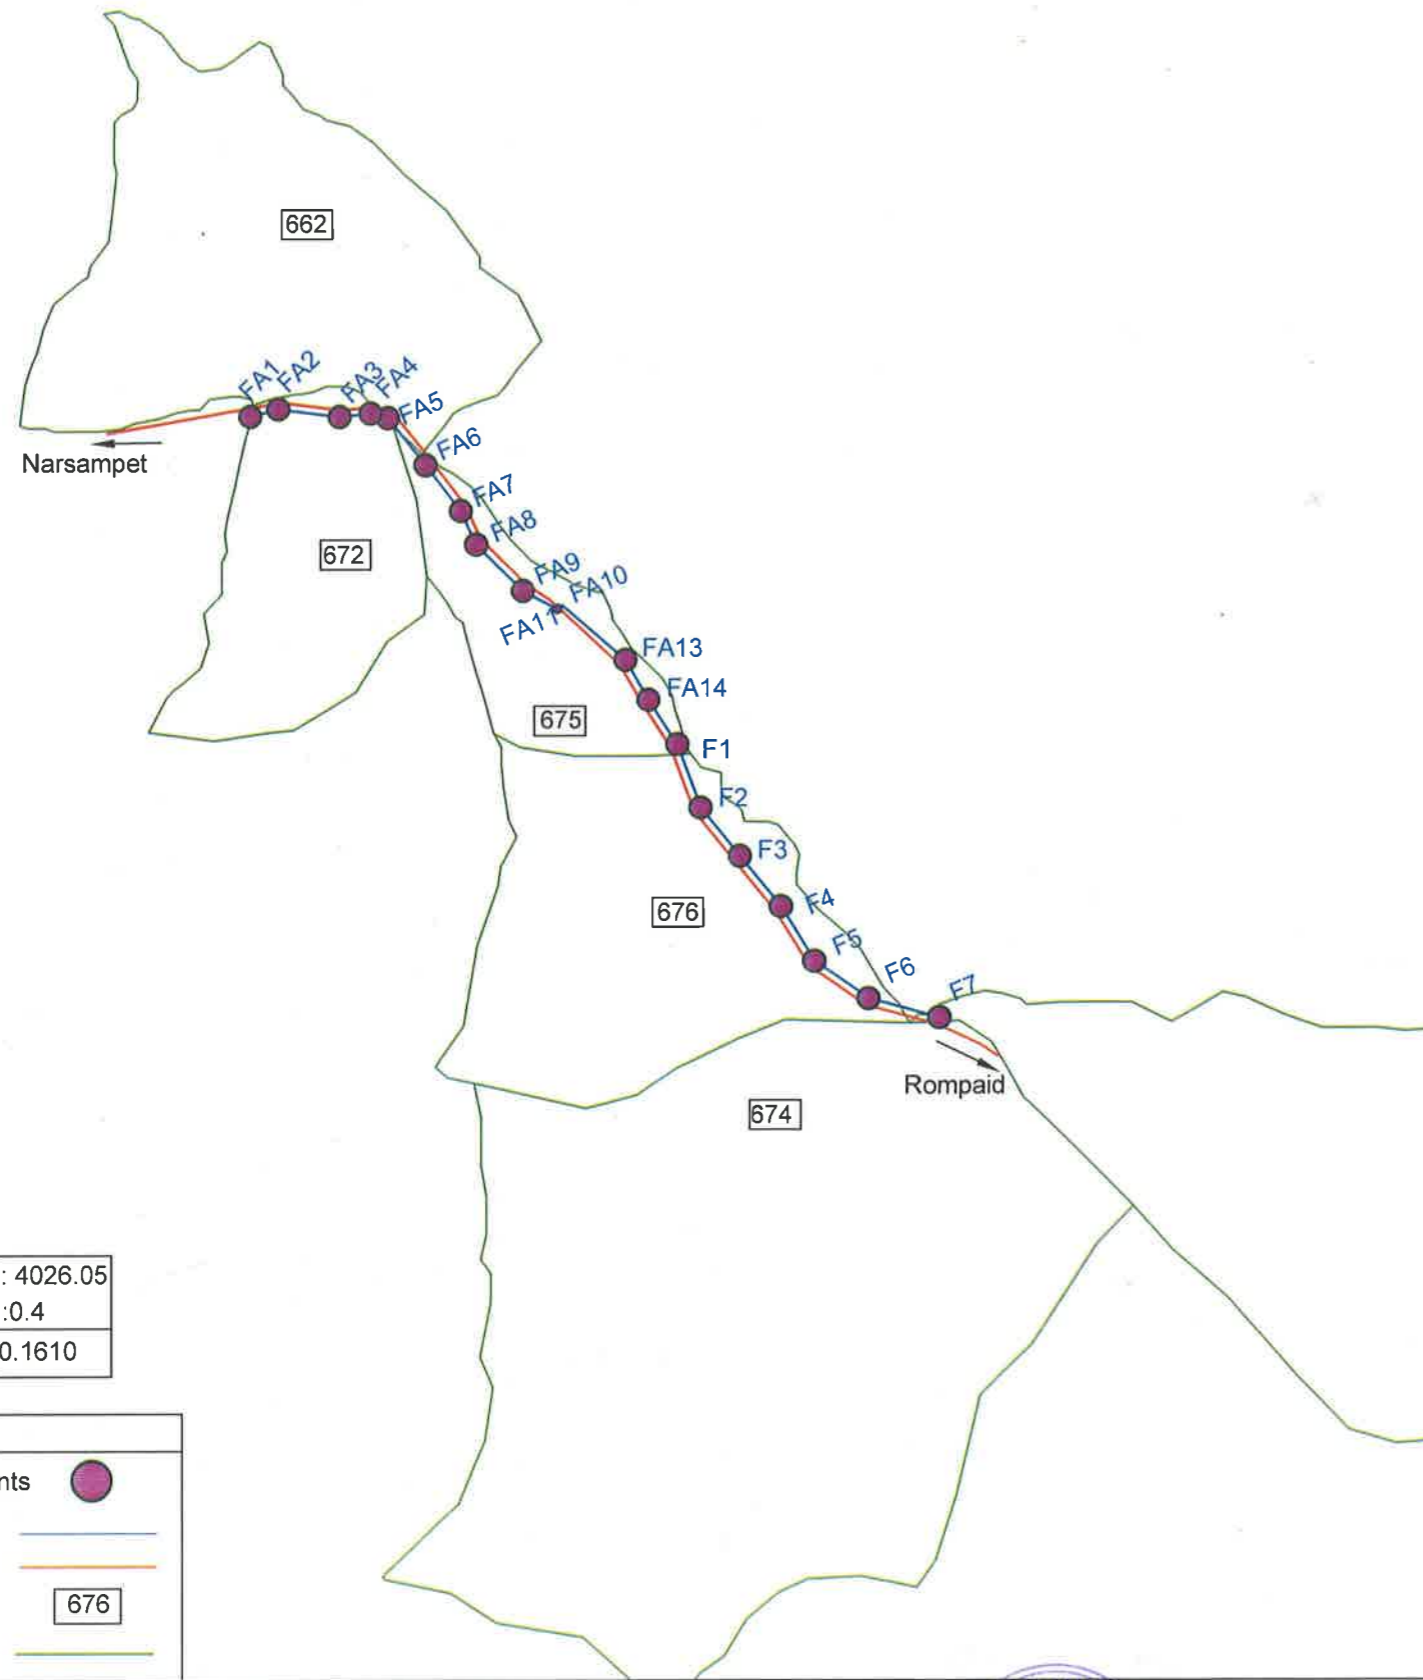 662
FA1
FA2
FA3
FA4
FA5
FA6
Narsampet
FA7
FA8
672
FA9
FA10
FA11
FA13
FA14
675
F1
F2
F3
F4
676
F5
F6
F7
Rompaid
674
: 4026.05
:0.4
0.1610
nts
676